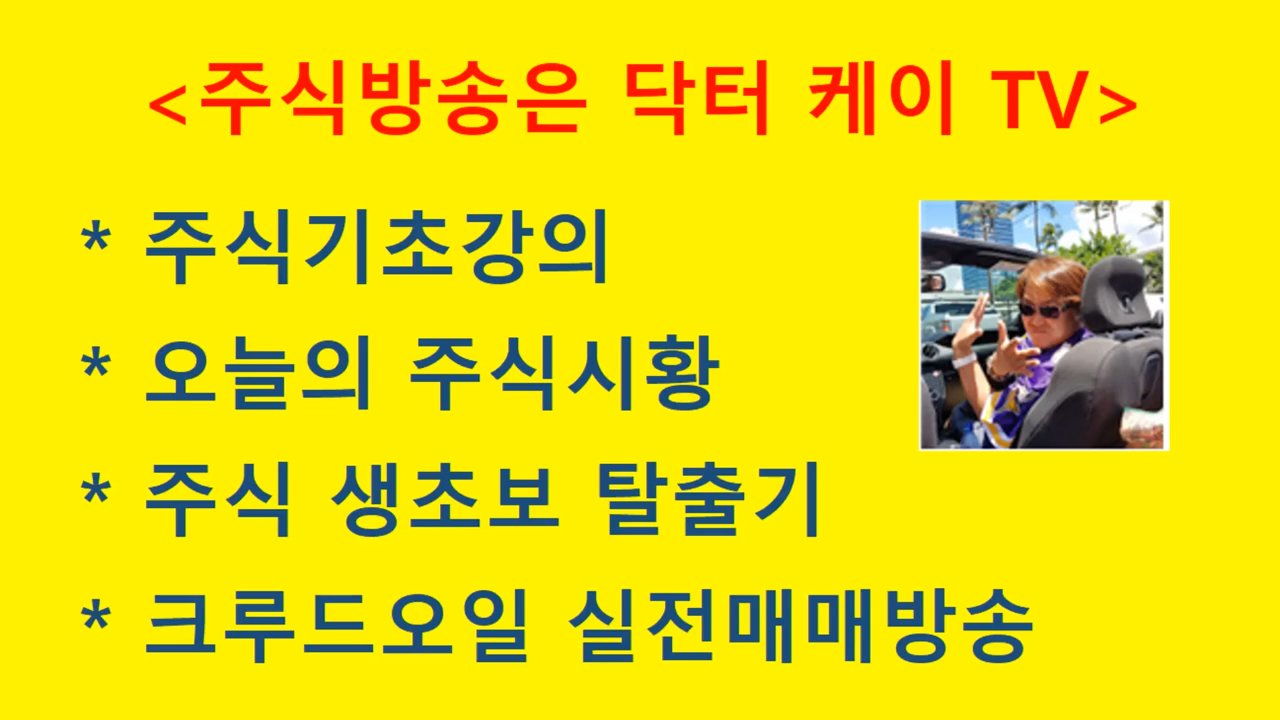 <주식방송은 닥터 케이 TV>
* 주식기초강의
* 오늘의 주식시황
* 주식 생초보 탈출기
* 크루드오일 실전매매방송